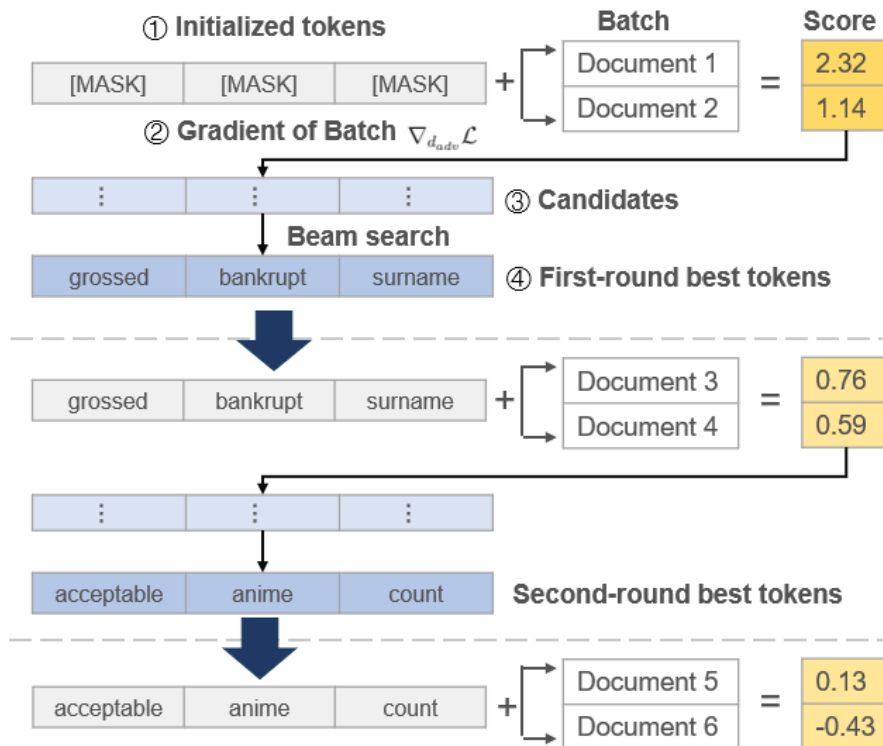 ① Initialized tokens
Batch
Score
[MASK] [MASK] [MASK] + Document 1 = 2.32
Document 2 1.14
② Gradient of Batch ∇_{d_{adv}} ℒ
⋮ ⋮ ⋮
③ Candidates
Beam search
grossed bankrupt surname
④ First-round best tokens
grossed bankrupt surname + Document 3 = 0.76
Document 4 0.59
⋮ ⋮ ⋮
acceptable anime count
Second-round best tokens
acceptable anime count + Document 5 = 0.13
Document 6 -0.43